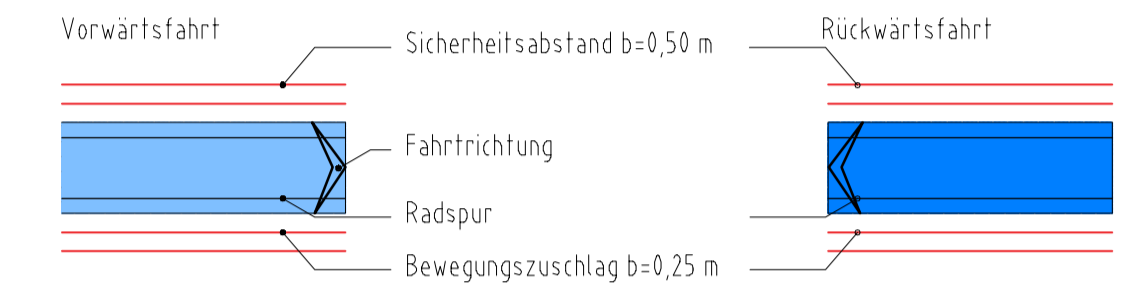 Vorwärtsfahrt
Rückwärtsfahrt
Sicherheitsabstand b=0,50 m
Fahrtrichtung
Radspur
Bewegungszuschlag b=0,25 m